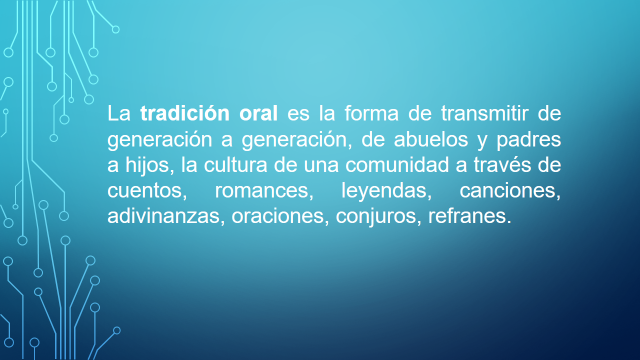 La tradición oral es la forma de transmitir de
generación a generación, de abuelos y padres
a hijos, la cultura de una comunidad a través de
cuentos, romances, leyendas, canciones,
adivinanzas, oraciones, conjuros, refranes.